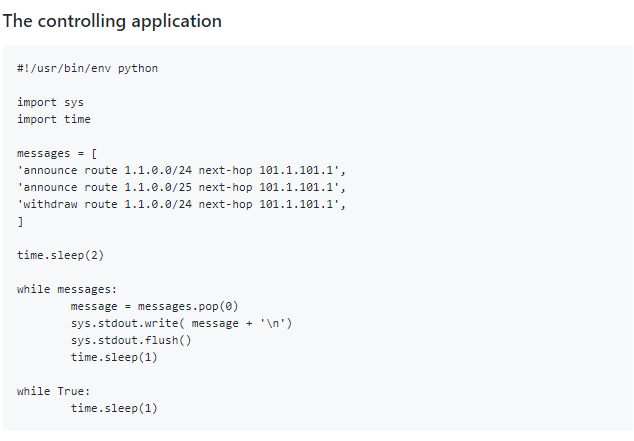 The controlling application
#!/usr/bin/env python
import sys
import time
messages = [
'announce route 1.1.0.0/24 next-hop 101.1.101.1',
'announce route 1.1.0.0/25 next-hop 101.1.101.1',
'withdraw route 1.1.0.0/24 next-hop 101.1.101.1',
]
time.sleep(2)
while messages:
        message = messages.pop(0)
        sys.stdout.write( message + '\n')
        sys.stdout.flush()
        time.sleep(1)
while True:
        time.sleep(1)